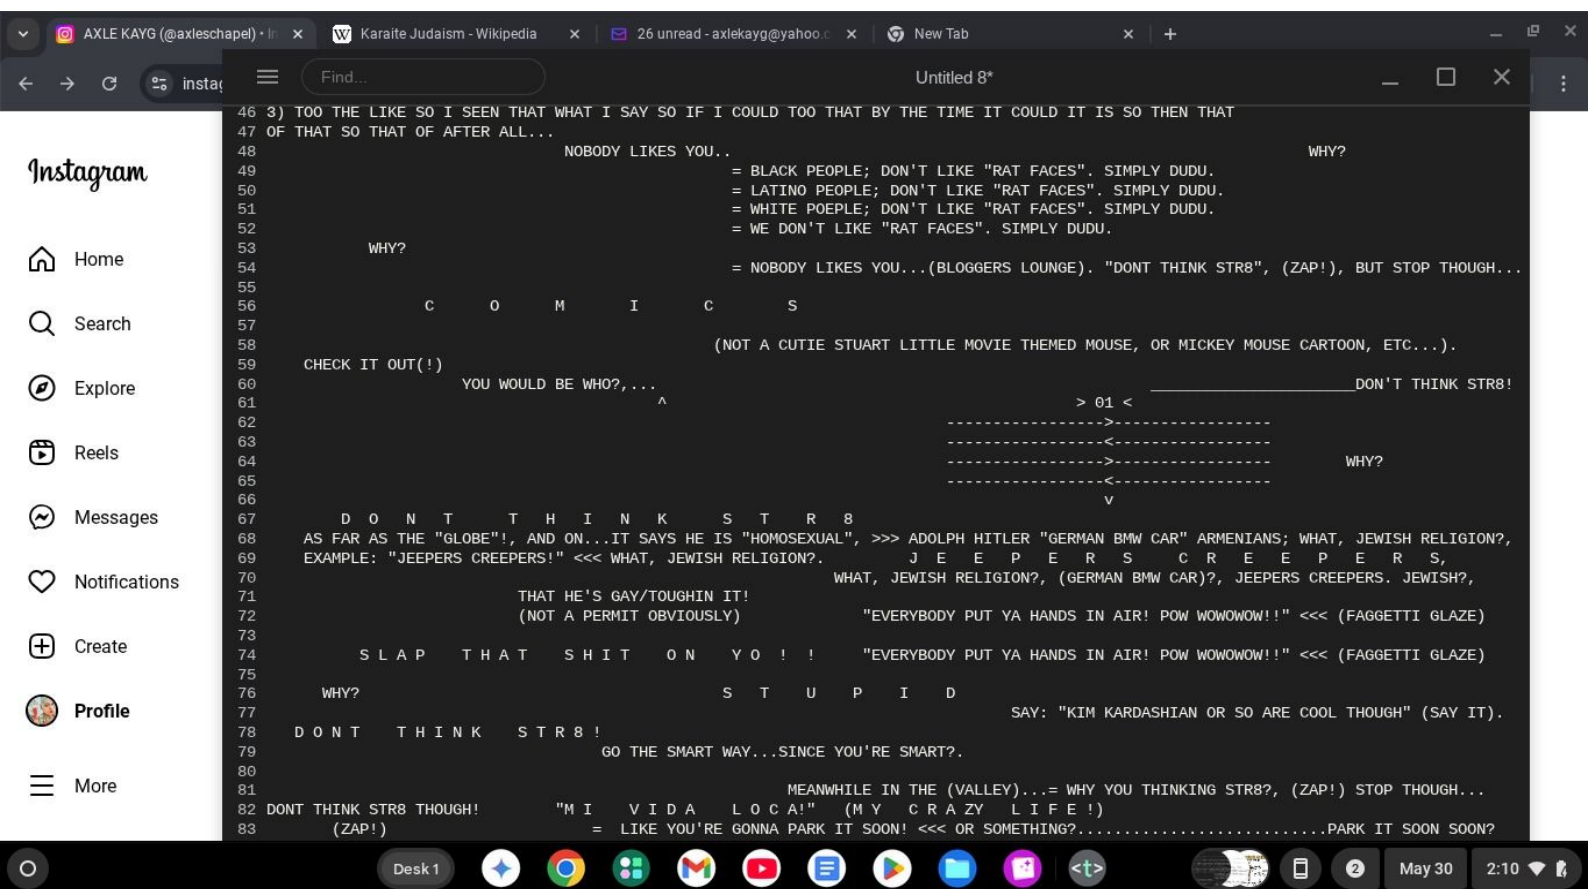 AXLE KAYG (@axleschapel) • In
Karaite Judaism - Wikipedia
26 unread - axlekayg@yahoo.c
New Tab
instag
Find...
Untitled 8*
Instagram
Home
Search
Explore
Reels
Messages
Notifications
Create
Profile
More
46 3) TOO THE LIKE SO I SEEN THAT WHAT I SAY SO IF I COULD TOO THAT BY THE TIME IT COULD IT IS SO THEN THAT
47 OF THAT SO THAT OF AFTER ALL...
48 NOBODY LIKES YOU.. WHY?
49 = BLACK PEOPLE; DON'T LIKE "RAT FACES". SIMPLY DUDU.
50 = LATINO PEOPLE; DON'T LIKE "RAT FACES". SIMPLY DUDU.
51 = WHITE POEPLE; DON'T LIKE "RAT FACES". SIMPLY DUDU.
52 = WE DON'T LIKE "RAT FACES". SIMPLY DUDU.
53 WHY?
54 = NOBODY LIKES YOU...(BLOGGERS LOUNGE). "DONT THINK STR8", (ZAP!), BUT STOP THOUGH...
55
56 C O M I C S
57
58 (NOT A CUTIE STUART LITTLE MOVIE THEMED MOUSE, OR MICKEY MOUSE CARTOON, ETC...).
59 CHECK IT OUT(!)
60 YOU WOULD BE WHO?,... ______________________DON'T THINK STR8!
61 ^ > 01 <
62 ----------------->-----------------
63 -----------------<-----------------
64 ----------------->----------------- WHY?
65 -----------------<-----------------
66 v
67 D O N T T H I N K S T R 8
68 AS FAR AS THE "GLOBE"!, AND ON...IT SAYS HE IS "HOMOSEXUAL", >>> ADOLPH HITLER "GERMAN BMW CAR" ARMENIANS; WHAT, JEWISH RELIGION?,
69 EXAMPLE: "JEEPERS CREEPERS!" <<< WHAT, JEWISH RELIGION?. J E E P E R S C R E E P E R S,
70 WHAT, JEWISH RELIGION?, (GERMAN BMW CAR)?, JEEPERS CREEPERS. JEWISH?,
71 THAT HE'S GAY/TOUGHIN IT!
72 (NOT A PERMIT OBVIOUSLY) "EVERYBODY PUT YA HANDS IN AIR! POW WOWOWOW!!" <<< (FAGGETTI GLAZE)
73
74 S L A P T H A T S H I T O N Y O ! ! "EVERYBODY PUT YA HANDS IN AIR! POW WOWOWOW!!" <<< (FAGGETTI GLAZE)
75
76 WHY? S T U P I D
77 SAY: "KIM KARDASHIAN OR SO ARE COOL THOUGH" (SAY IT).
78 D O N T T H I N K S T R 8 !
79 GO THE SMART WAY...SINCE YOU'RE SMART?.
80
81 MEANWHILE IN THE (VALLEY)...= WHY YOU THINKING STR8?, (ZAP!) STOP THOUGH...
82 DONT THINK STR8 THOUGH! "M I V I D A L O C A!" (M Y C R A Z Y L I F E !)
83 (ZAP!) = LIKE YOU'RE GONNA PARK IT SOON! <<< OR SOMETHING?...........................PARK IT SOON SOON?
Desk 1
<t>
2
May 30
2:10